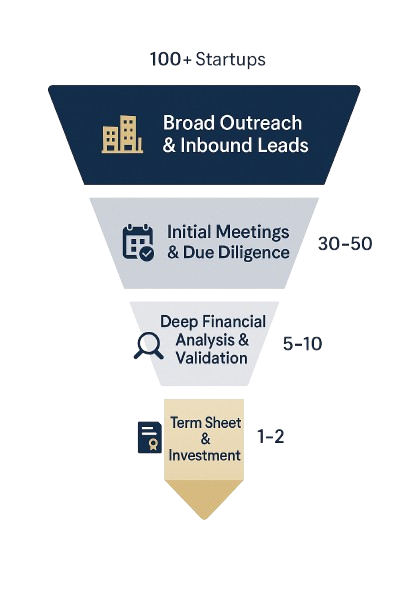 100+ Startups
Broad Outreach
& Inbound Leads
Initial Meetings
& Due Diligence
30-50
Deep Financial
Analysis &
Validation
5-10
Term Sheet
&
Investment
1-2